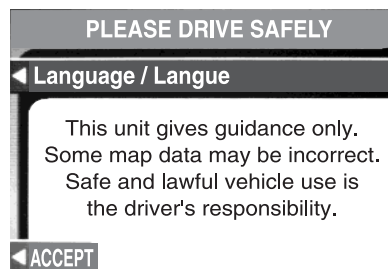 PLEASE DRIVE SAFELY
Language / Langue
This unit gives guidance only.
Some map data may be incorrect.
Safe and lawful vehicle use is
the driver's responsibility.
ACCEPT